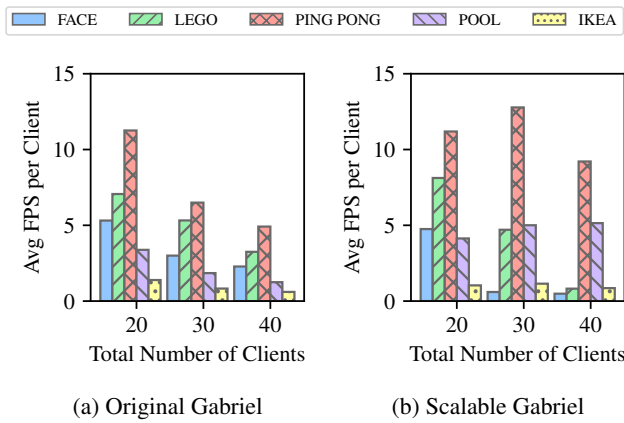 FACE LEGO PING PONG POOL IKEA
15
10
5
0
Avg FPS per Client
20 30 40
Total Number of Clients
(a) Original Gabriel
15
10
5
0
Avg FPS per Client
20 30 40
Total Number of Clients
(b) Scalable Gabriel